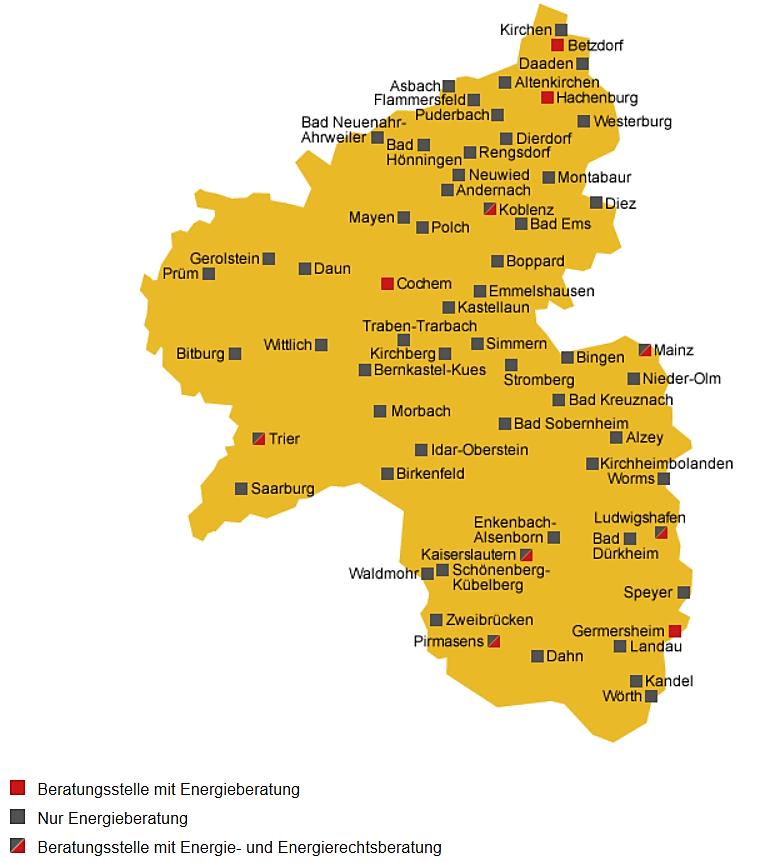 Kirchen
Betzdorf
Daaden
Altenkirchen
Asbach
Hachenburg
Flammersfeld
Puderbach
Westerburg
Bad Neuenahr-
Ahrweiler
Dierdorf
Bad
Hönningen
Rengsdorf
Neuwied
Montabaur
Andernach
Diez
Koblenz
Mayen
Bad Ems
Polch
Gerolstein
Boppard
Daun
Prüm
Cochem
Emmelshausen
Kastellaun
Traben-Trarbach
Wittlich
Simmern
Mainz
Bitburg
Kirchberg
Bingen
Bernkastel-Kues
Stromberg
Nieder-Olm
Bad Kreuznach
Morbach
Bad Sobernheim
Trier
Alzey
Idar-Oberstein
Kirchheimbolanden
Birkenfeld
Worms
Saarburg
Ludwigshafen
Enkenbach-
Alsenborn
Bad
Dürkheim
Kaiserslautern
Waldmohr
Schönenberg-
Kübelberg
Speyer
Zweibrücken
Germersheim
Pirmasens
Landau
Dahn
Kandel
Wörth
Beratungsstelle mit Energieberatung
Nur Energieberatung
Beratungsstelle mit Energie- und Energierechtsberatung